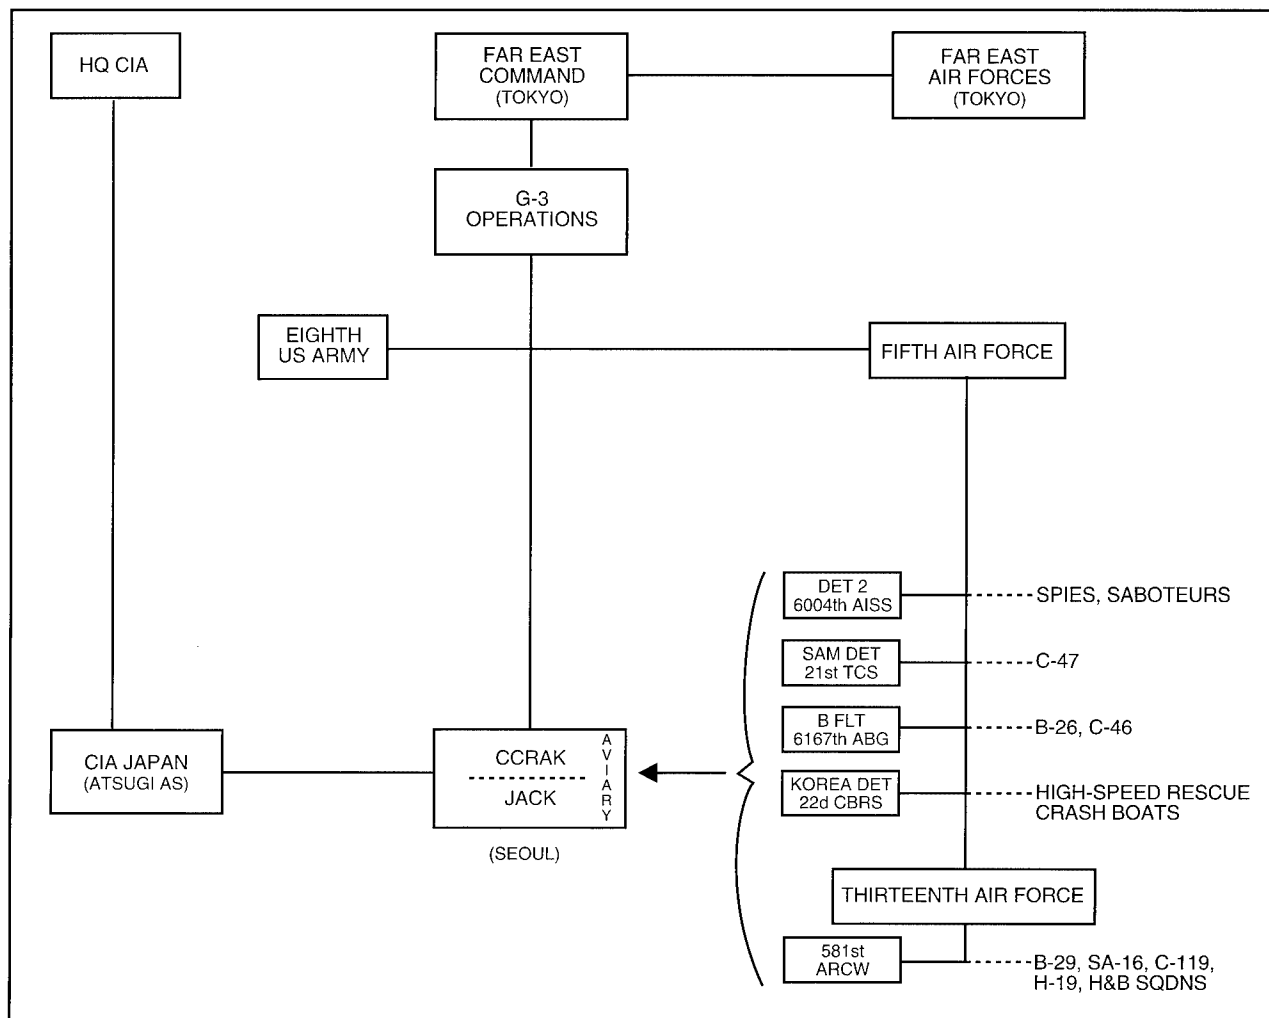 HQ CIA
FAR EAST
COMMAND
(TOKYO)
FAR EAST
AIR FORCES
(TOKYO)
G-3
OPERATIONS
EIGHTH
US ARMY
FIFTH AIR FORCE
DET 2
6004th AISS
SPIES, SABOTEURS
SAM DET
21st TCS
C-47
B FLT
6167th ABG
B-26, C-46
CIA JAPAN
(ATSUGI AS)
CCRAK
JACK
AVIARY
(SEOUL)
KOREA DET
22d CBRS
HIGH-SPEED RESCUE
CRASH BOATS
THIRTEENTH AIR FORCE
581st
ARCW
B-29, SA-16, C-119,
H-19, H&B SQDNS